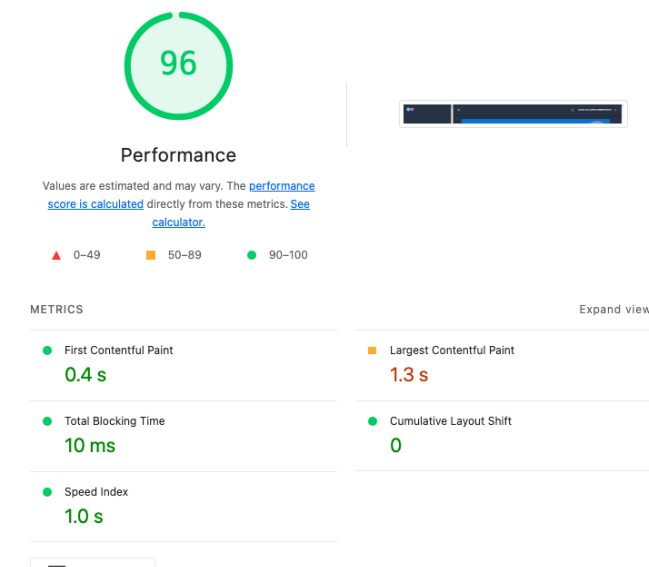 96
Performance
Values are estimated and may vary. The performance
score is calculated directly from these metrics. See
calculator.
0–49
50–89
90–100
METRICS
Expand view
First Contentful Paint
0.4 s
Largest Contentful Paint
1.3 s
Total Blocking Time
10 ms
Cumulative Layout Shift
0
Speed Index
1.0 s